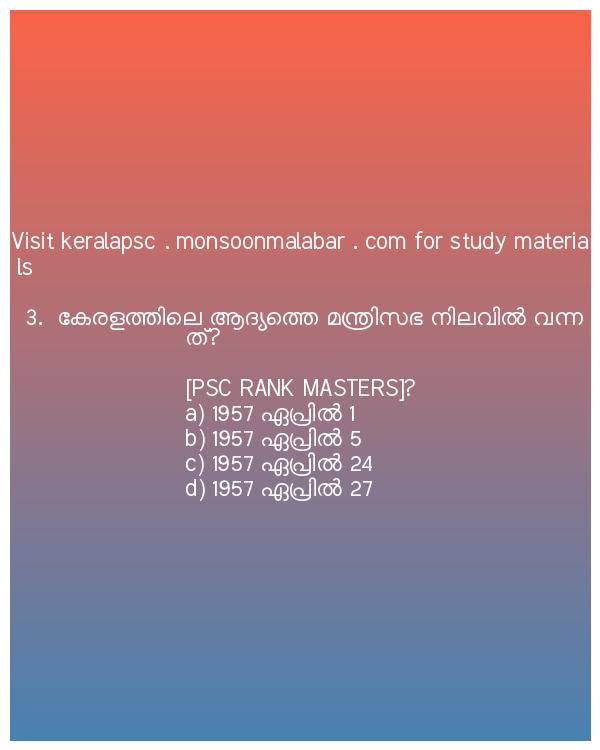 Visit keralapsc . monsoonmalabar . com for study materia
ls
3. കേരളത്തിലെ ആദ്യത്തെ മന്ത്രിസഭ നിലവിൽ വന്ന
ത്?
[PSC RANK MASTERS]?
a) 1957 ഏപ്രിൽ 1
b) 1957 ഏപ്രിൽ 5
c) 1957 ഏപ്രിൽ 24
d) 1957 ഏപ്രിൽ 27